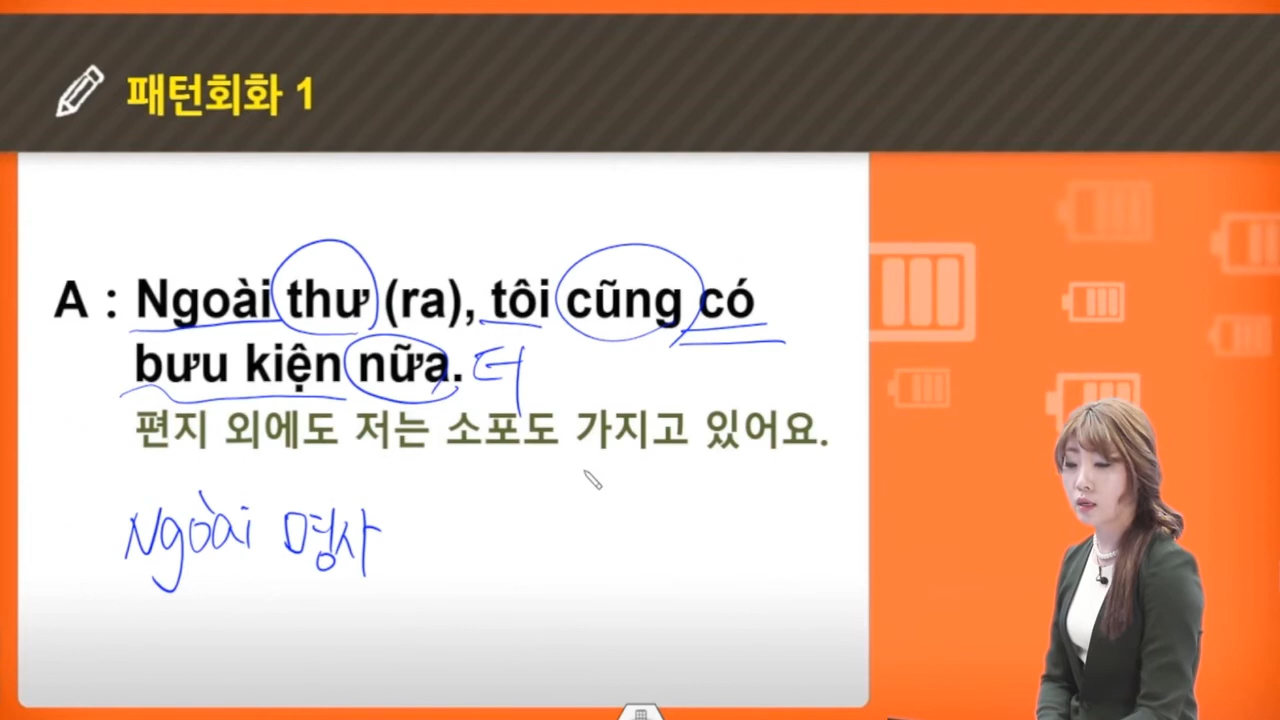 패턴회화 1
A : Ngoài thư (ra), tôi cũng có
bưu kiện nữa. 더
편지 외에도 저는 소포도 가지고 있어요.
Ngoài 명사